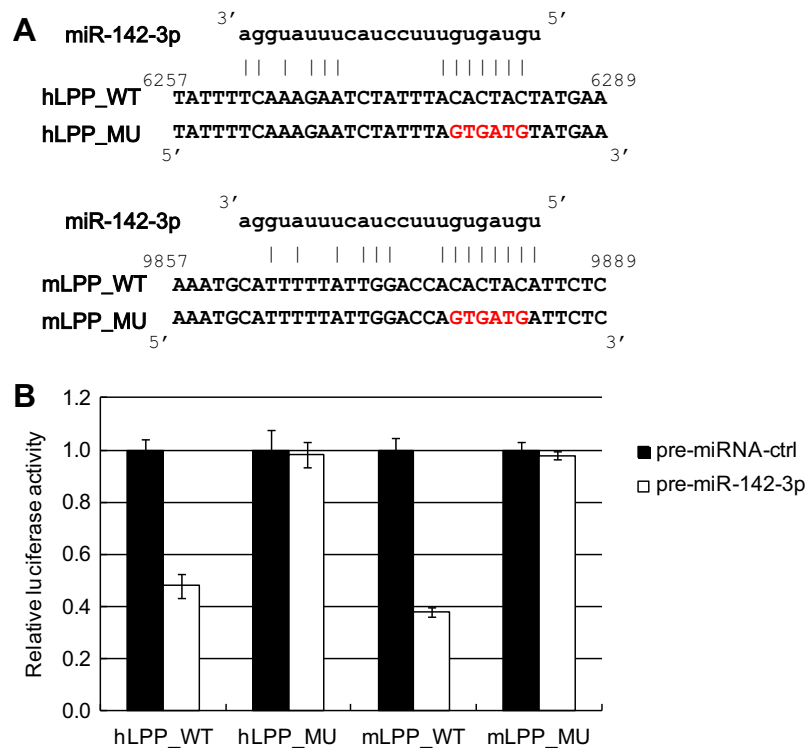 A
3′ 5′
miR-142-3p agguauuucauccuuugugaugu
6257 6289
hLPP_WT TATTTTCAAAGAATCTATTTACACTACTATGAA
hLPP_MU TATTTTCAAAGAATCTATTTAGTGATGTATGAA
5′ 3′
3′ 5′
miR-142-3p agguauuucauccuuugugaugu
9857 9889
mLPP_WT AAATGCATTTTTATTGGACCACACTACATTCTC
mLPP_MU AAATGCATTTTTATTGGACCAGTGATGATTCTC
5′ 3′
B
Relative luciferase activity
1.2
1.0
0.8
0.6
0.4
0.2
0.0
hLPP_WT hLPP_MU mLPP_WT mLPP_MU
pre-miRNA-ctrl
pre-miR-142-3p